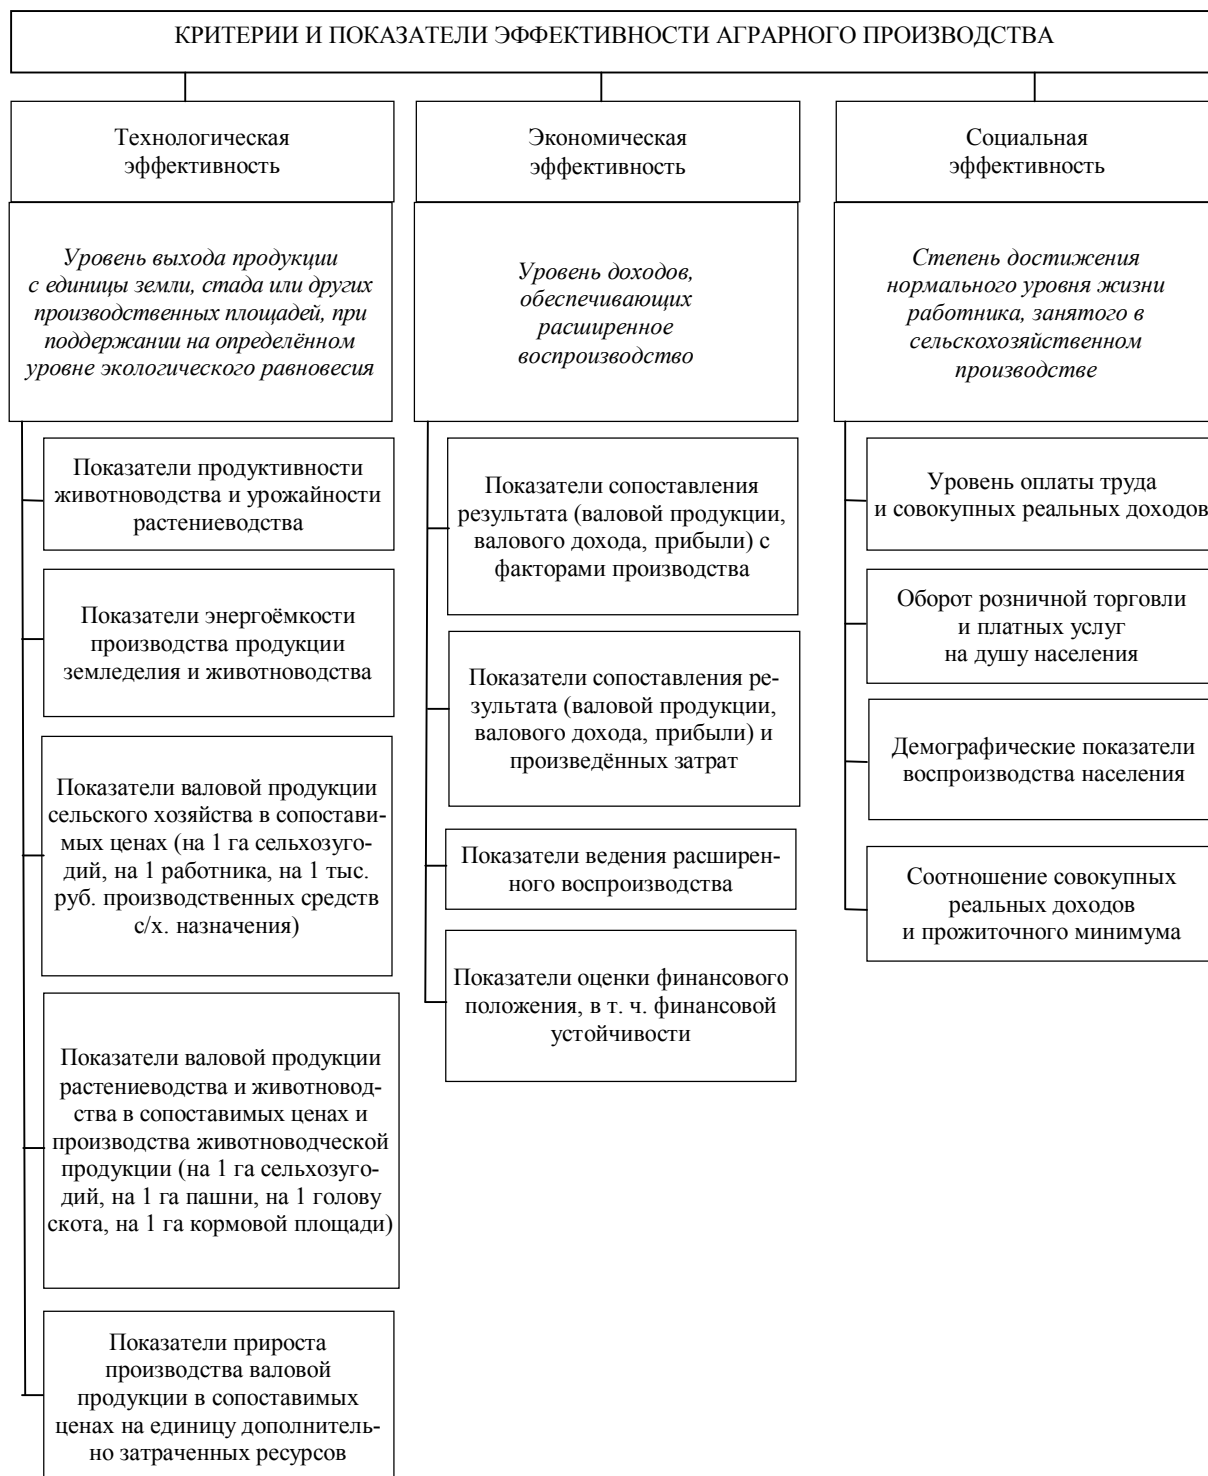 КРИТЕРИИ И ПОКАЗАТЕЛИ ЭФФЕКТИВНОСТИ АГРАРНОГО ПРОИЗВОДСТВА
Технологическая
эффективность
Уровень выхода продукции
с единицы земли, стада или других
производственных площадей, при
поддержании на определённом
уровне экологического равновесия
Показатели продуктивности
животноводства и урожайности
растениеводства
Показатели энергоёмкости
производства продукции
земледелия и животноводства
Показатели валовой продукции
сельского хозяйства в сопостави-
мых ценах (на 1 га сельхозуго-
дий, на 1 работника, на 1 тыс.
руб. производственных средств
с/х. назначения)
Показатели валовой продукции
растениеводства и животновод-
ства в сопоставимых ценах и
производства животноводческой
продукции (на 1 га сельхозуго-
дий, на 1 га пашни, на 1 голову
скота, на 1 га кормовой площади)
Показатели прироста
производства валовой
продукции в сопоставимых
ценах на единицу дополнитель-
но затраченных ресурсов
Экономическая
эффективность
Уровень доходов,
обеспечивающих
расширенное
воспроизводство
Показатели сопоставления
результата (валовой продукции,
валового дохода, прибыли) с
факторами производства
Показатели сопоставления ре-
зультата (валовой продукции,
валового дохода, прибыли) и
произведённых затрат
Показатели ведения расширен-
ного воспроизводства
Показатели оценки финансового
положения, в т. ч. финансовой
устойчивости
Социальная
эффективность
Степень достижения
нормального уровня жизни
работника, занятого в
сельскохозяйственном
производстве
Уровень оплаты труда
и совокупных реальных доходов
Оборот розничной торговли
и платных услуг
на душу населения
Демографические показатели
воспроизводства населения
Соотношение совокупных
реальных доходов
и прожиточного минимума